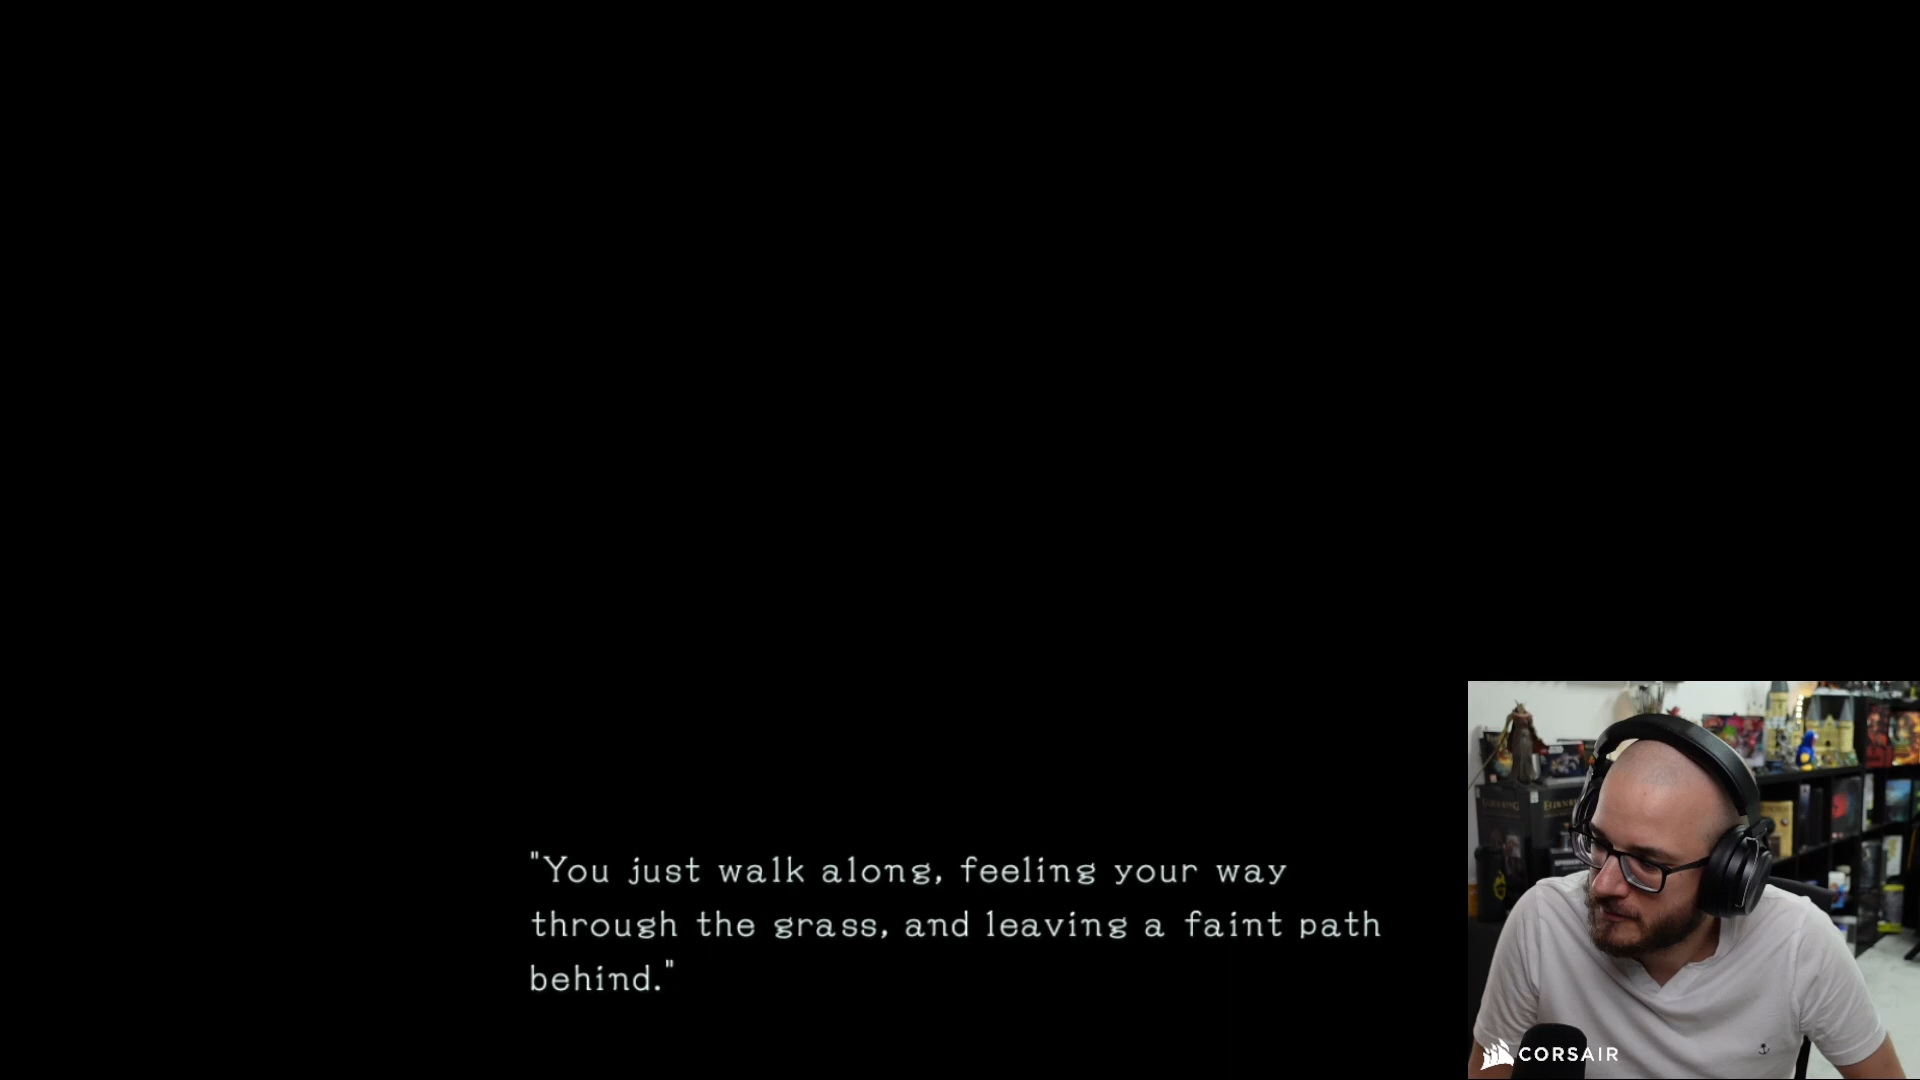 "You just walk along, feeling your way
through the grass, and leaving a faint path
behind."
CORSAIR